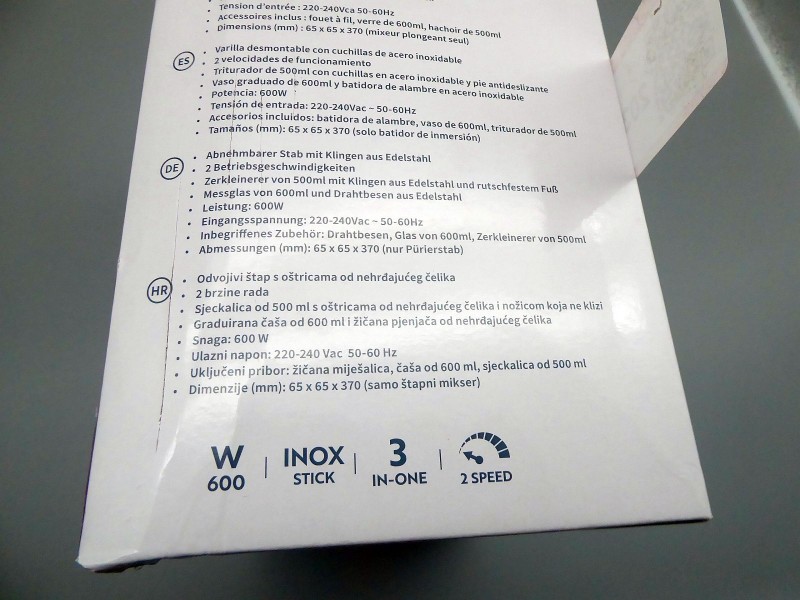 • Tension d'entrée : 220-240Vca 50-60Hz
• Accessoires inclus : fouet à fil, verre de 600ml, hachoir de 500ml
• Dimensions (mm) : 65 x 65 x 370 (mixeur plongeant seul)
ES
• Varilla desmontable con cuchillas de acero inoxidable
• 2 velocidades de funcionamiento
• Triturador de 500ml con cuchillas en acero inoxidable y pie antideslizante
• Vaso graduado de 600ml y batidora de alambre en acero inoxidable
• Potencia: 600W
• Tensión de entrada: 220-240Vac ~ 50-60Hz
• Accesorios incluidos: batidora de alambre, vaso de 600ml, triturador de 500ml
• Tamaños (mm): 65 x 65 x 370 (solo batidor de inmersión)
DE
• Abnehmbarer Stab mit Klingen aus Edelstahl
• 2 Betriebsgeschwindigkeiten
• Zerkleinerer von 500ml mit Klingen aus Edelstahl und rutschfestem Fuß
• Messglas von 600ml und Drahtbesen aus Edelstahl
• Leistung: 600W
• Eingangsspannung: 220-240Vac ~ 50-60Hz
• Inbegriffenes Zubehör: Drahtbesen, Glas von 600ml, Zerkleinerer von 500ml
• Abmessungen (mm): 65 x 65 x 370 (nur Pürierstab)
HR
• Odvojivi štap s oštricama od nehrđajućeg čelika
• 2 brzine rada
• Sjeckalica od 500 ml s oštricama od nehrđajućeg čelika i nožicom koja ne klizi
• Graduirana čaša od 600 ml i žičana pjenjača od nehrđajućeg čelika
• Snaga: 600 W
• Ulazni napon: 220-240 Vac 50-60 Hz
• Uključeni pribor: žičana miješalica, čaša od 600 ml, sjeckalica od 500 ml
• Dimenzije (mm): 65 x 65 x 370 (samo štapni mikser)
W
600
INOX
STICK
3
IN-ONE
2 SPEED